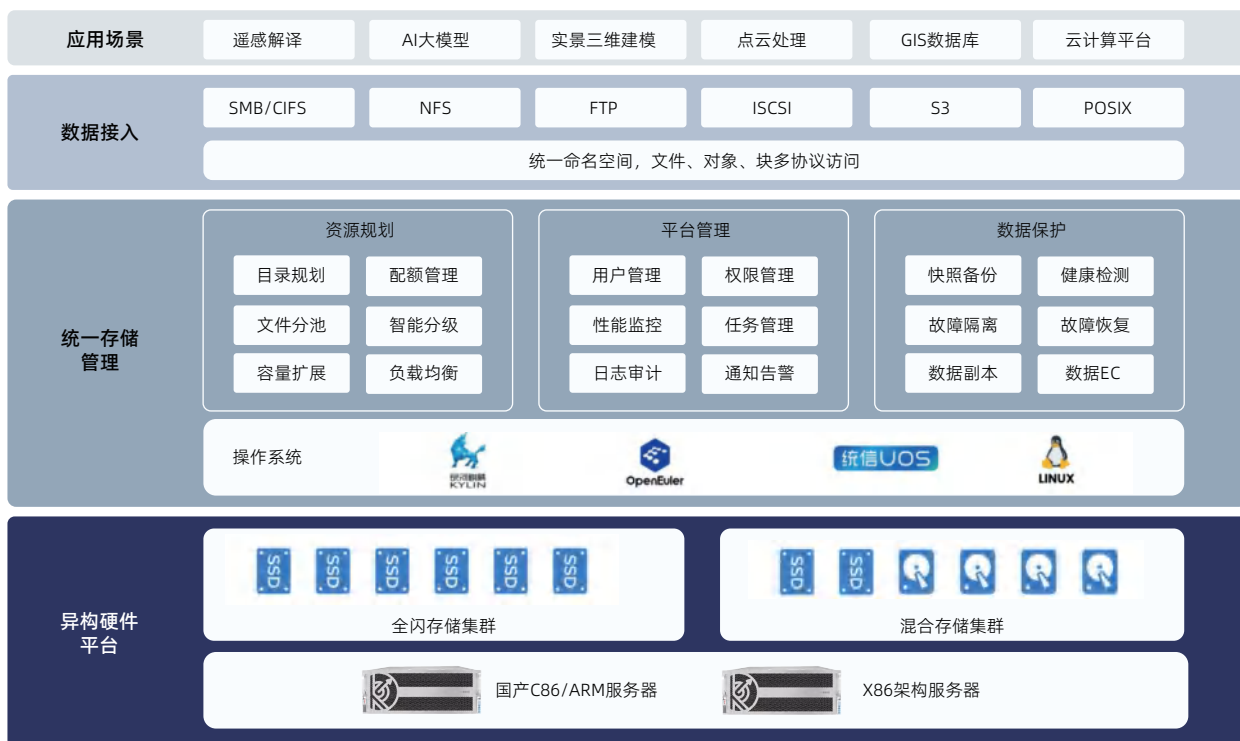 应用场景
遥感解译
AI大模型
实景三维建模
点云处理
GIS数据库
云计算平台
数据接入
SMB/CIFS
NFS
FTP
ISCSI
S3
POSIX
统一命名空间，文件、对象、块多协议访问
统一存储
管理
资源规划
目录规划
配额管理
文件分池
智能分级
容量扩展
负载均衡
平台管理
用户管理
权限管理
性能监控
任务管理
日志审计
通知告警
数据保护
快照备份
健康检测
故障隔离
故障恢复
数据副本
数据EC
操作系统
银河麒麟
KYLIN
OpenEuler
统信UOS
LINUX
异构硬件
平台
SSD
SSD
SSD
SSD
SSD
SSD
全闪存储集群
SSD
SSD
混合存储集群
国产C86/ARM服务器
X86架构服务器